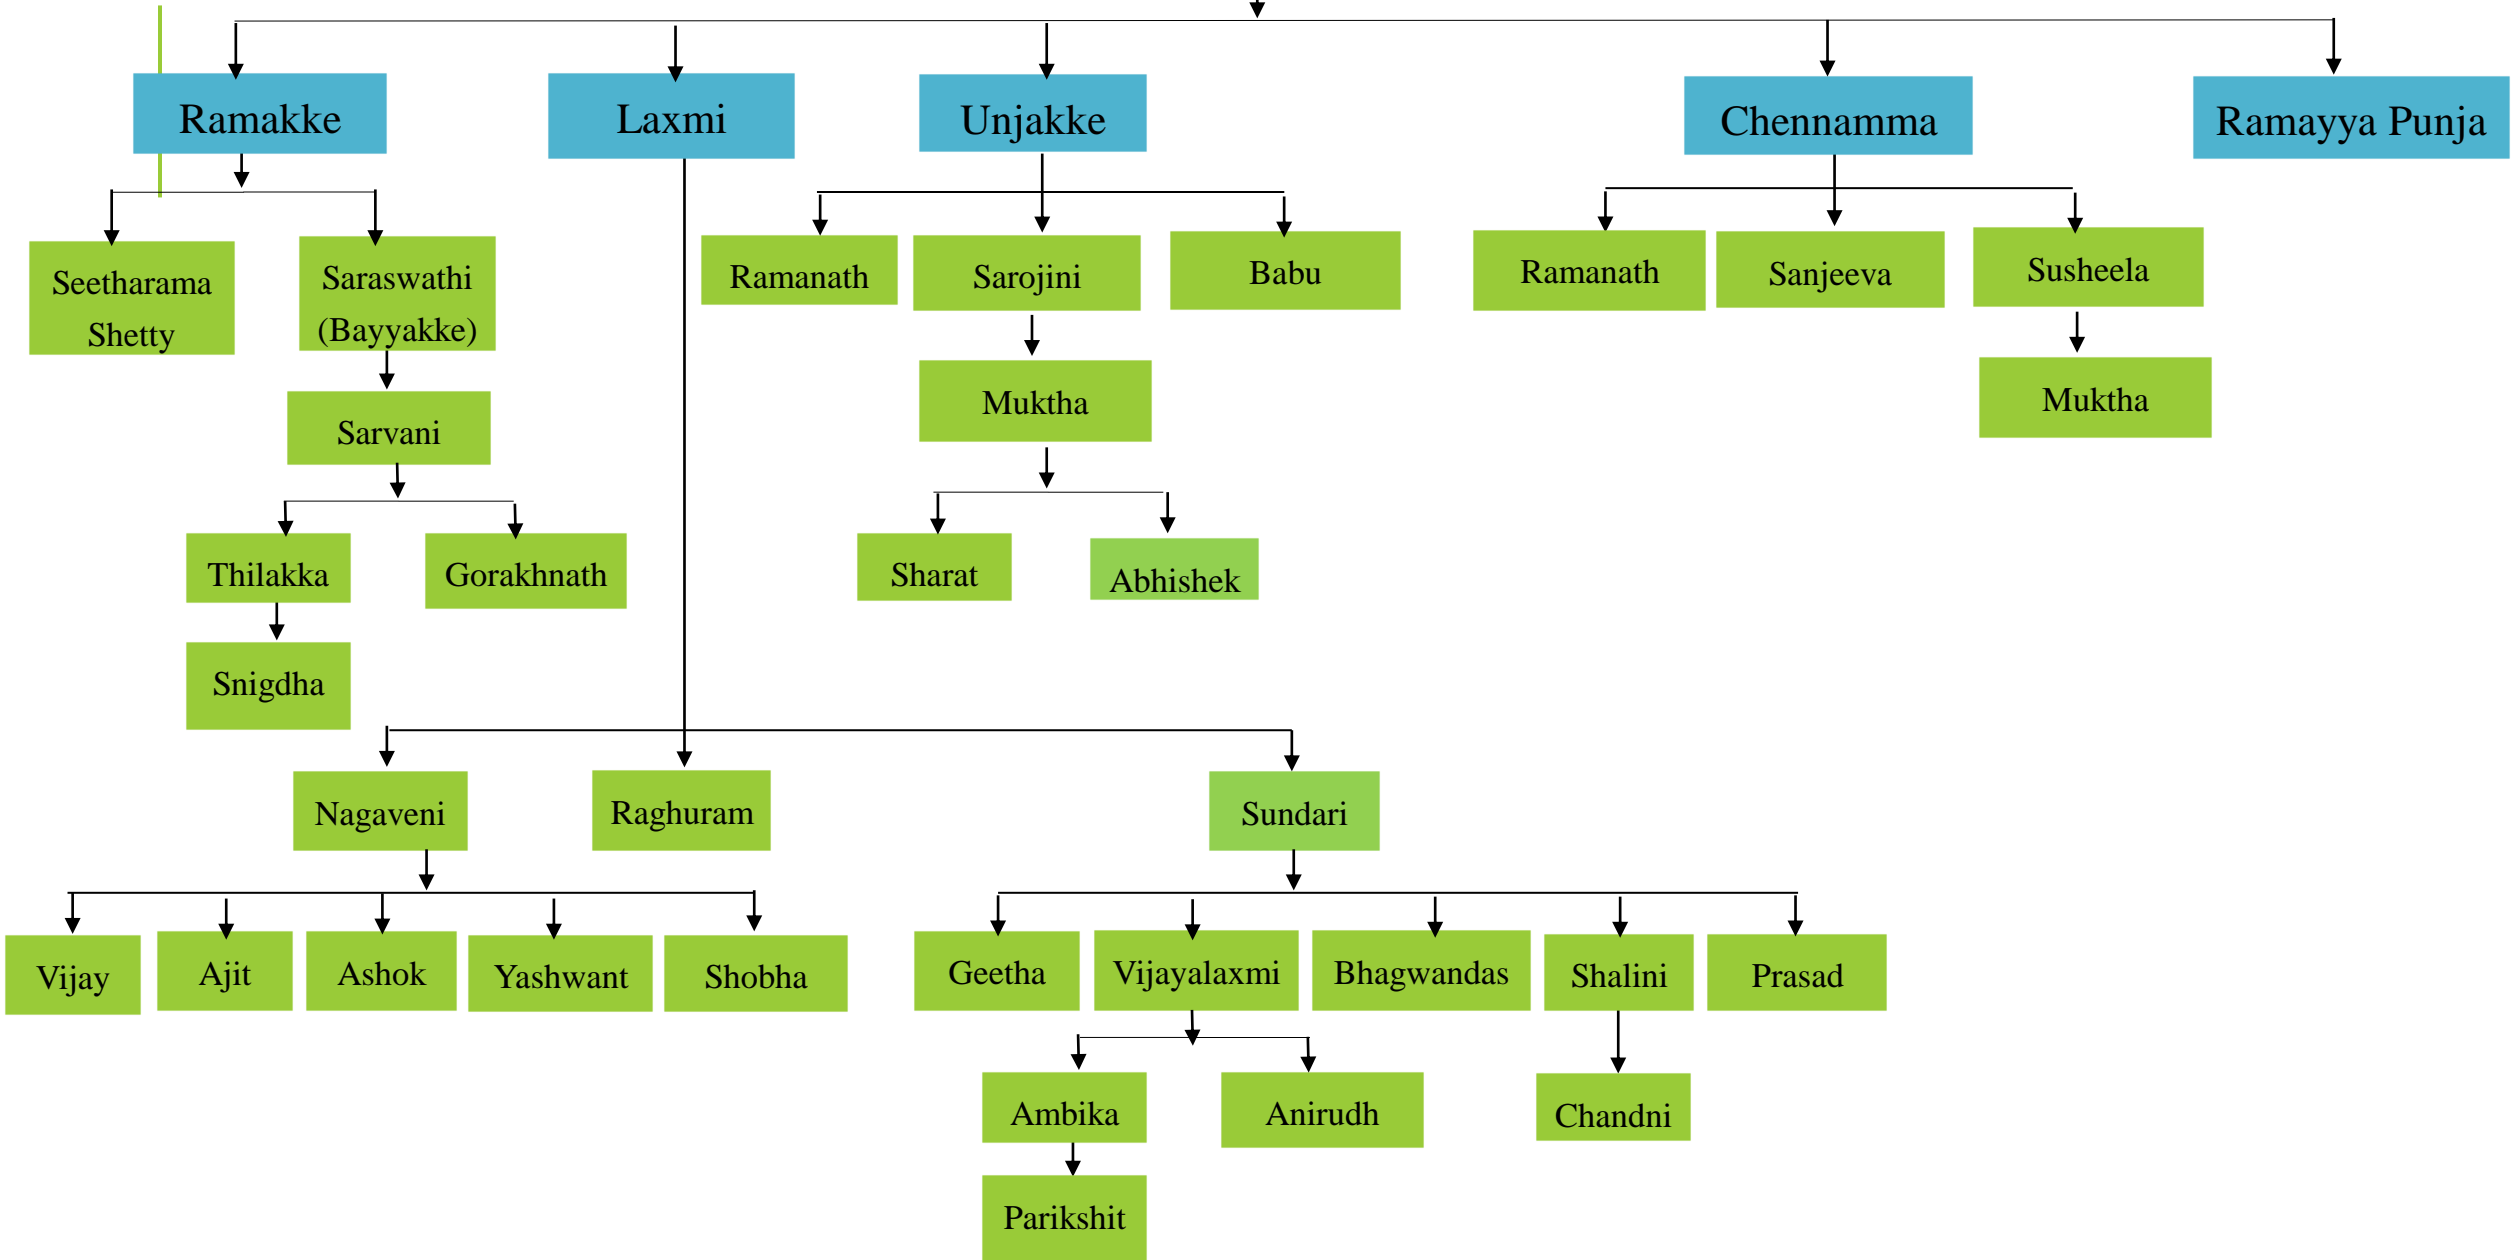 Ramakke
Laxmi
Unjakke
Chennamma
Ramayya Punja
Seetharama
Shetty
Saraswathi
(Bayyakke)
Ramanath
Sarojini
Babu
Ramanath
Sanjeeva
Susheela
Sarvani
Muktha
Muktha
Thilakka
Gorakhnath
Sharat
Abhishek
Snigdha
Nagaveni
Raghuram
Sundari
Vijay
Ajit
Ashok
Yashwant
Shobha
Geetha
Vijayalaxmi
Bhagwandas
Shalini
Prasad
Ambika
Anirudh
Chandni
Parikshit